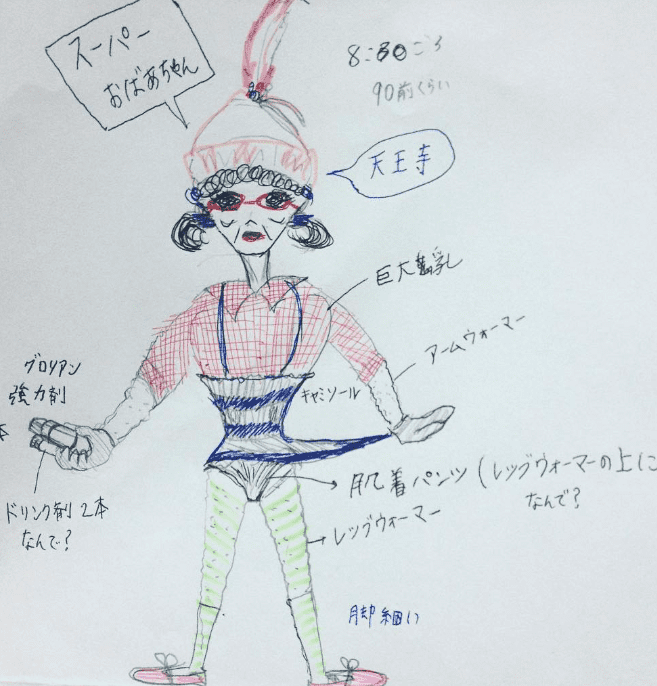 スーパー
おばあちゃん
8:30ごろ
90前くらい
天王寺
巨大乳
アームウォーマー
グロリアン
強力剤
キャミソール
本
肌着パンツ(レッグウォーマーの上に
なんで?
ドリンク剤2本
なんで?
レッグウォーマー
脚細い